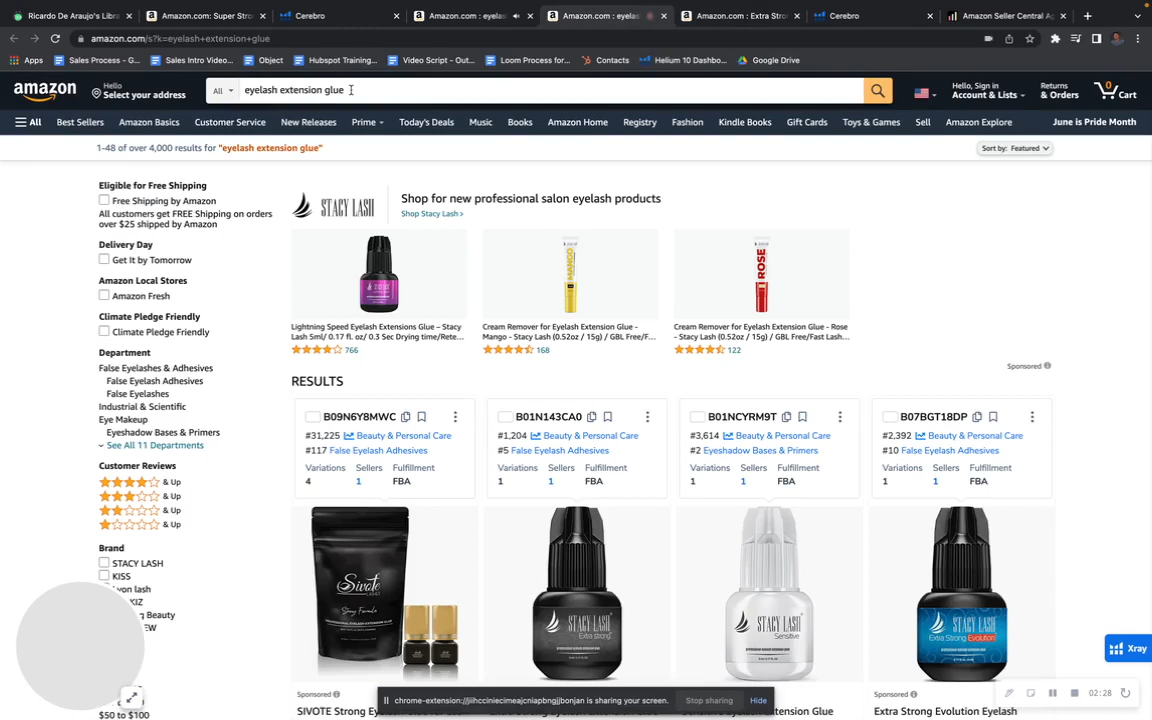 Ricardo De Araujo's Libra
Amazon.com: Super Stro
Cerebro
Amazon.com : eyelas
Amazon.com : eyelas
Amazon.com : Extra Stro
Cerebro
Amazon Seller Central Ag
amazon.com/s?k=eyelash+extension+glue
Apps
Sales Process - G...
Sales Intro Video...
Object
Hubspot Training...
Video Script - Out...
Loom Process for...
Contacts
Helium 10 Dashbo...
Google Drive
amazon
Hello
Select your address
All
eyelash extension glue
Hello, Sign in
Account & Lists
Returns
& Orders
0
Cart
All
Best Sellers
Amazon Basics
Customer Service
New Releases
Prime
Today's Deals
Music
Books
Amazon Home
Registry
Fashion
Kindle Books
Gift Cards
Toys & Games
Sell
Amazon Explore
June is Pride Month
1-48 of over 4,000 results for "eyelash extension glue"
Sort by: Featured
Eligible for Free Shipping
Free Shipping by Amazon
All customers get FREE Shipping on orders
over $25 shipped by Amazon
Delivery Day
Get It by Tomorrow
Amazon Local Stores
Amazon Fresh
Climate Pledge Friendly
Climate Pledge Friendly
Department
False Eyelashes & Adhesives
False Eyelash Adhesives
False Eyelashes
Industrial & Scientific
Eye Makeup
Eyeshadow Bases & Primers
See All 11 Departments
Customer Reviews
& Up
& Up
& Up
& Up
Brand
STACY LASH
KISS
lash
KIZ
Beauty
EW
$50 to $100
STACY LASH
Shop for new professional salon eyelash products
Shop Stacy Lash >
MANGO
ROSE
Lightning Speed Eyelash Extensions Glue – Stacy
Lash 5ml/ 0.17 fl. oz/ 0.3 Sec Drying time/Rete...
766
Cream Remover for Eyelash Extension Glue -
Mango - Stacy Lash (0.52oz / 15g) / GBL Free/F...
168
Cream Remover for Eyelash Extension Glue - Rose
- Stacy Lash (0.52oz / 15g) / GBL Free/Fast Lash...
122
Sponsored
RESULTS
B09N6Y8MWC
#31,225 Beauty & Personal Care
#117 False Eyelash Adhesives
Variations Sellers Fulfillment
4 1 FBA
B01N143CA0
#1,204 Beauty & Personal Care
#5 False Eyelash Adhesives
Variations Sellers Fulfillment
1 1 FBA
B01NCYRM9T
#3,614 Beauty & Personal Care
#2 Eyeshadow Bases & Primers
Variations Sellers Fulfillment
1 1 FBA
B07BGT18DP
#2,392 Beauty & Personal Care
#10 False Eyelash Adhesives
Variations Sellers Fulfillment
1 1 FBA
Sivote
Strong Formula
STACY LASH
Extra strong
STACY LASH
Sensitive
STACY LASH
Extra Strong Evolution
Xray
2:28
Sponsored
Sponsored
chrome-extension://jiihcciniecimeajcniapbngjjbonjan is sharing your screen.
Stop sharing
Hide
Extra Strong Evolution Eyelash